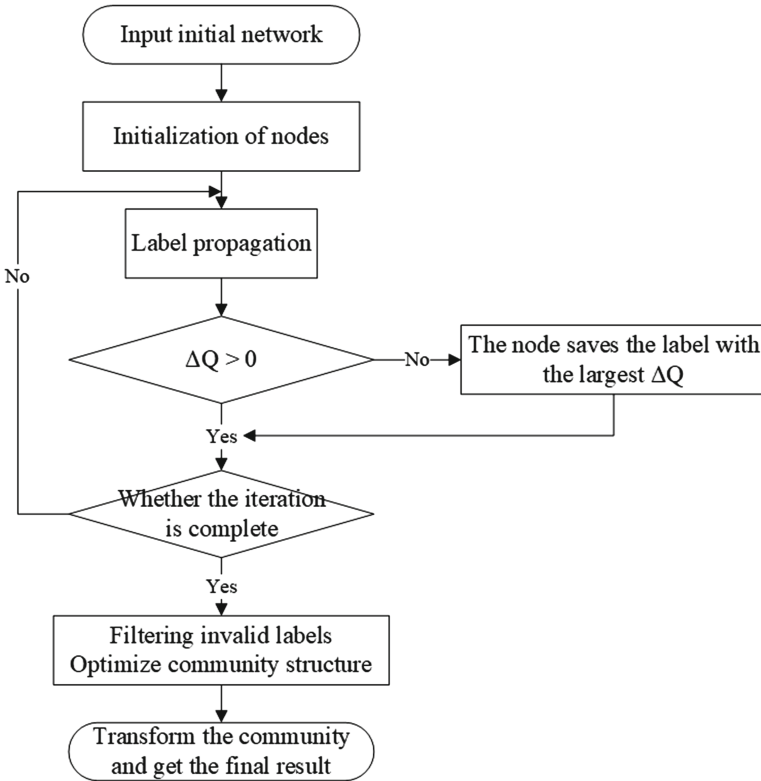 Input initial network
Initialization of nodes
Label propagation
No
ΔQ > 0
No
The node saves the label with
the largest ΔQ
Yes
Whether the iteration
is complete
Yes
Filtering invalid labels
Optimize community structure
Transform the community
and get the final result